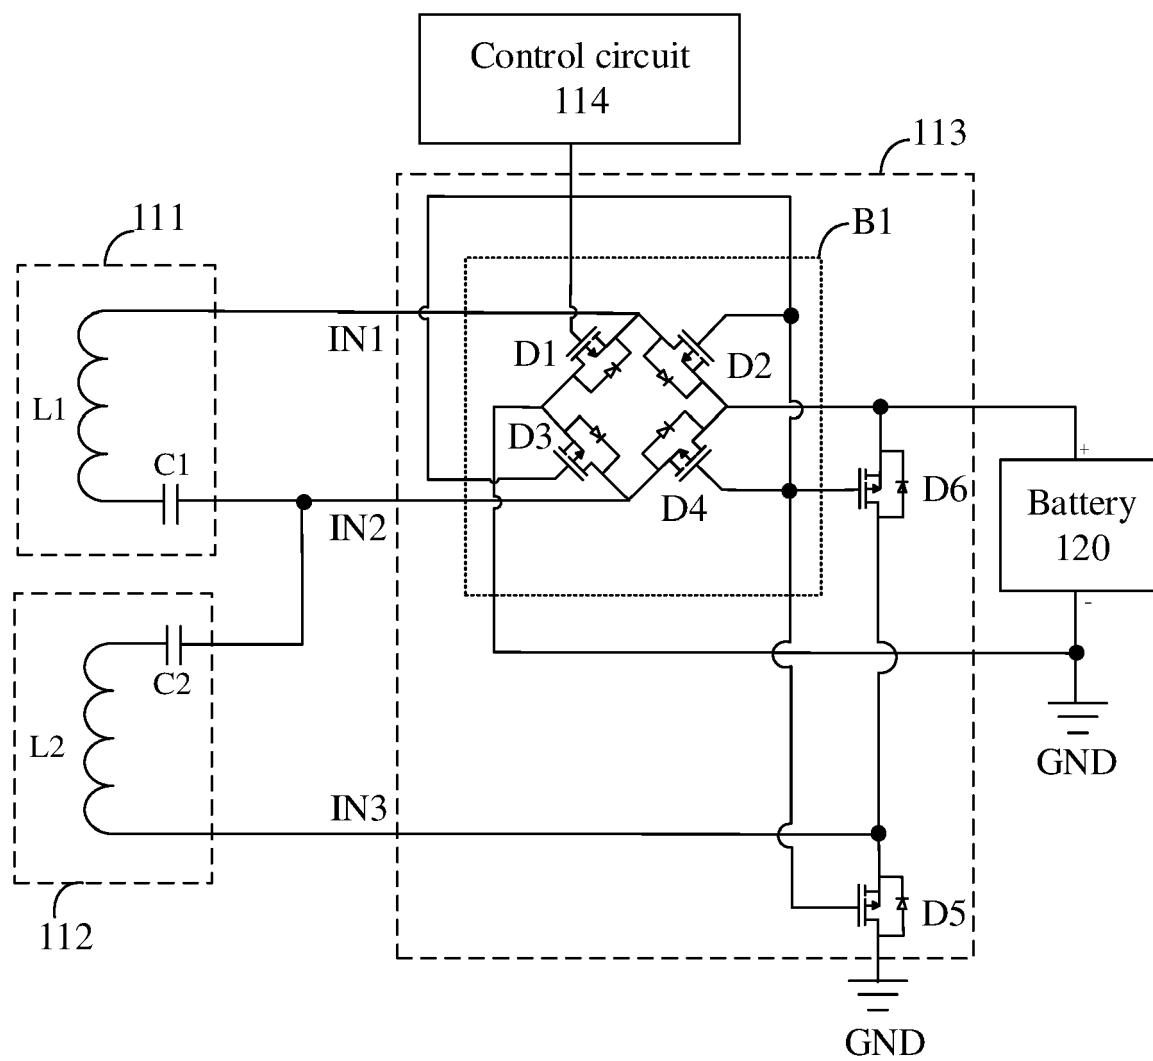 Control circuit
114
113
111
B1
IN1
D1
D2
L1
D3
C1
+
D6
Battery
120
IN2
D4
-
C2
L2
GND
IN3
D5
112
GND